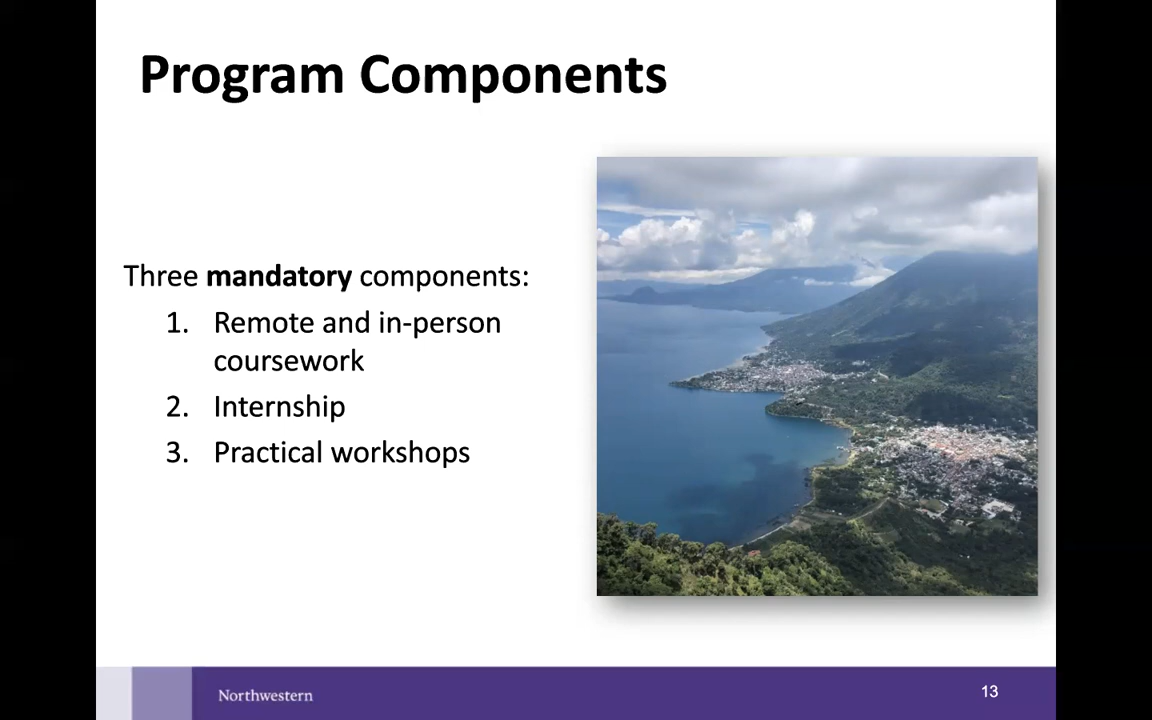 Program Components
Three mandatory components:
1. Remote and in-person
coursework
2. Internship
3. Practical workshops
Northwestern
13